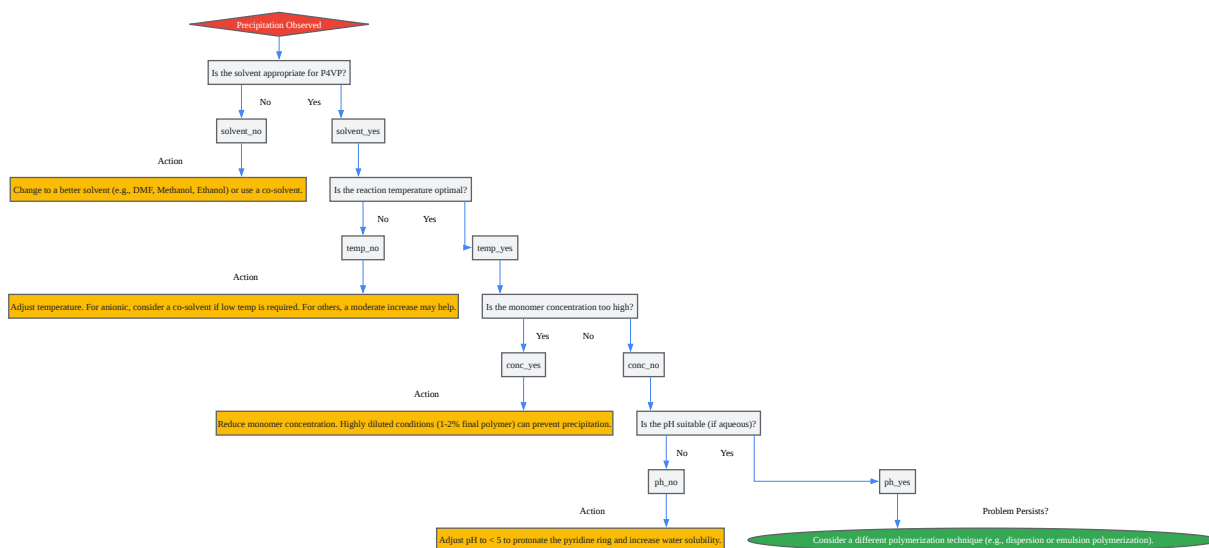 Precipitation Observed
Is the solvent appropriate for P4VP?
No
Yes
solvent_no
solvent_yes
Action
Change to a better solvent (e.g., DMF, Methanol, Ethanol) or use a co-solvent.
Is the reaction temperature optimal?
No
Yes
temp_no
temp_yes
Action
Adjust temperature. For anionic, consider a co-solvent if low temp is required. For others, a moderate increase may help.
Is the monomer concentration too high?
Yes
No
conc_yes
conc_no
Action
Reduce monomer concentration. Highly diluted conditions (1-2% final polymer) can prevent precipitation.
Is the pH suitable (if aqueous)?
No
Yes
ph_no
ph_yes
Action
Problem Persists?
Adjust pH to < 5 to protonate the pyridine ring and increase water solubility.
Consider a different polymerization technique (e.g., dispersion or emulsion polymerization).